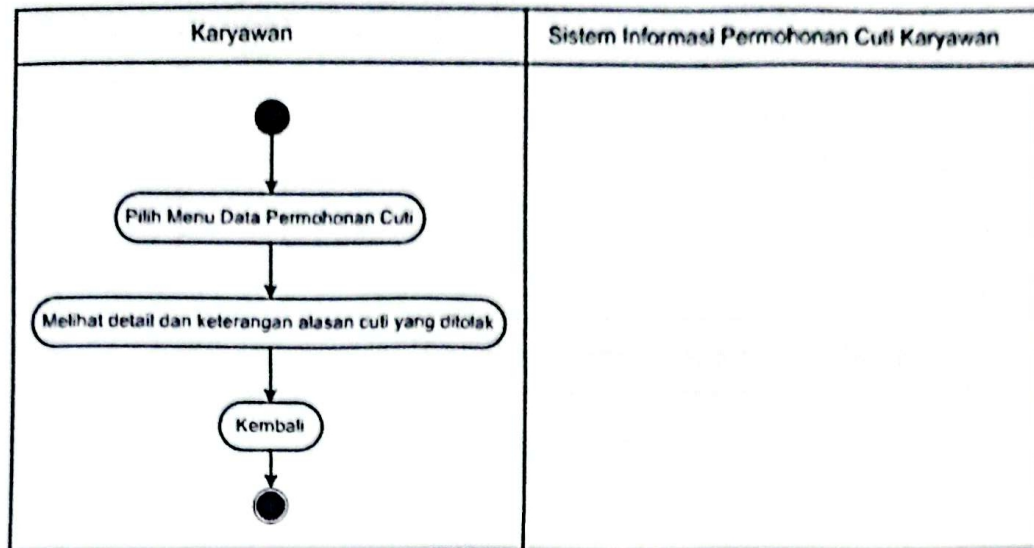 Karyawan
Sistem Informasi Permohonan Cuti Karyawan
Pilih Menu Data Permohonan Cuti
Melihat detail dan keterangan alasan cuti yang ditolak
Kembali